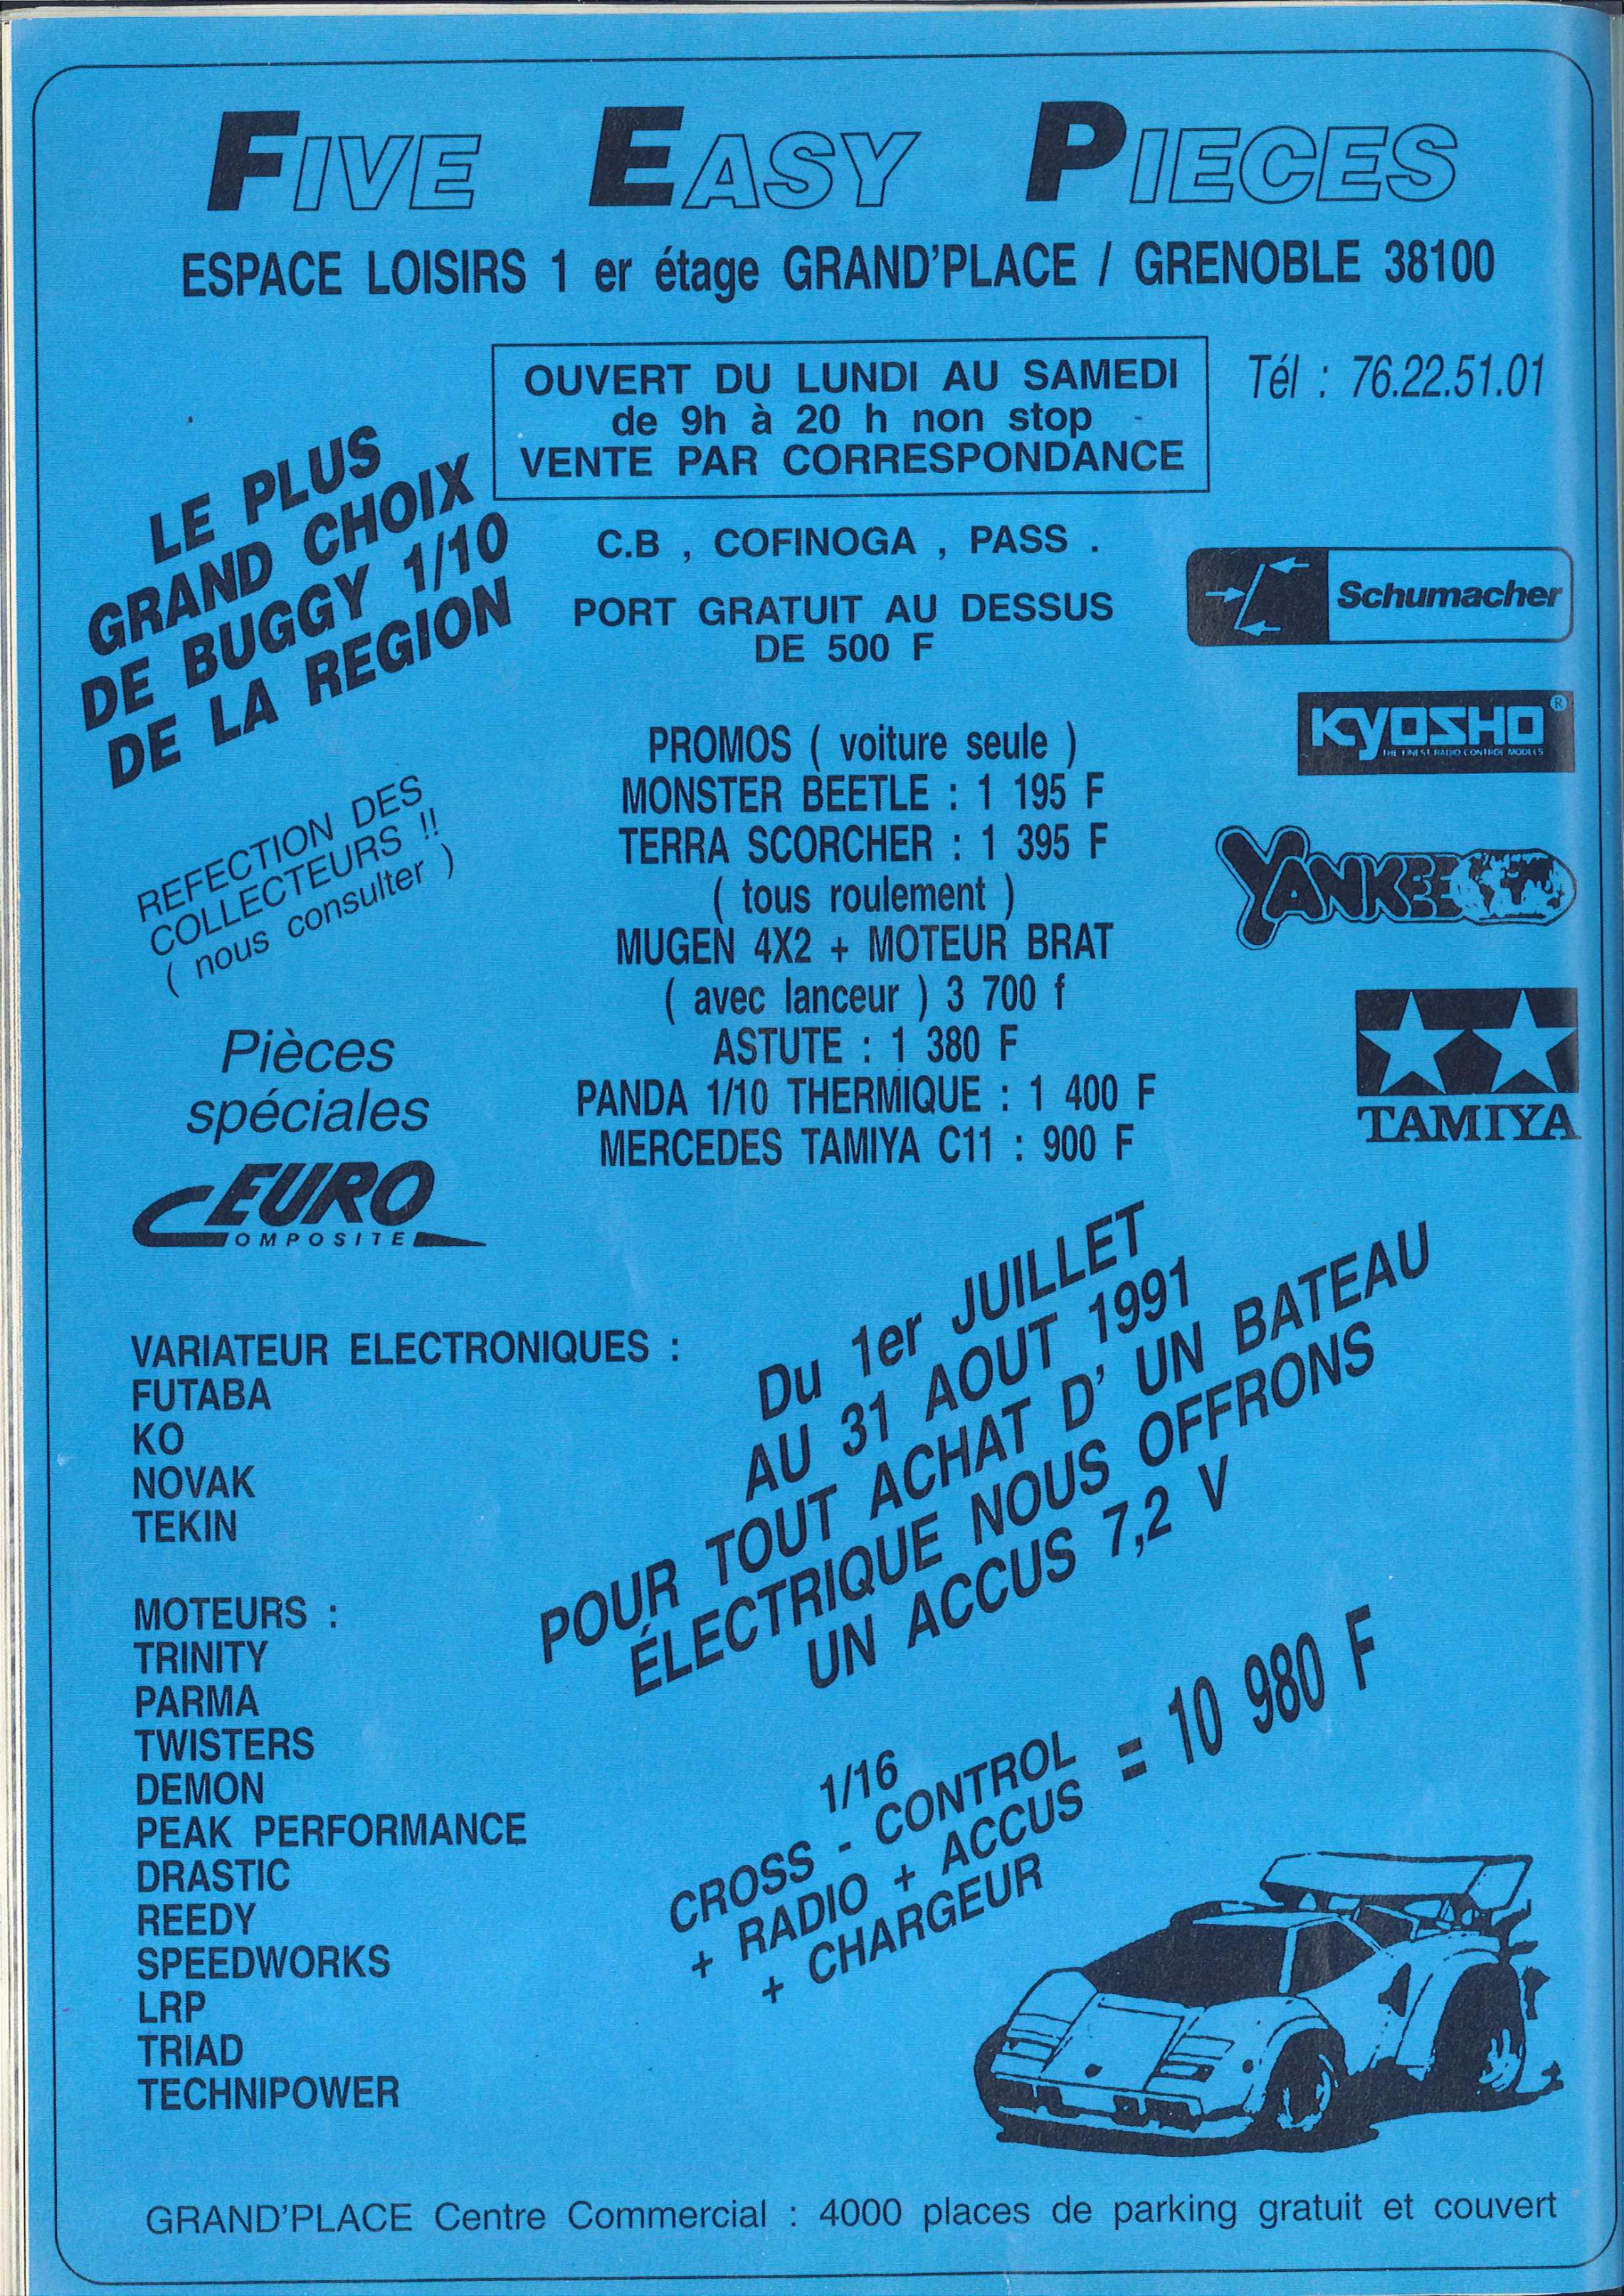 FIVE EASY PIECES
ESPACE LOISIRS 1 er étage GRAND'PLACE / GRENOBLE 38100
OUVERT DU LUNDI AU SAMEDI
de 9h à 20 h non stop
VENTE PAR CORRESPONDANCE
Tél : 76.22.51.01
LE PLUS
GRAND CHOIX
DE BUGGY 1/10
DE LA REGION
C.B , COFINOGA , PASS .
PORT GRATUIT AU DESSUS
DE 500 F
Schumacher
KYOSHO ®
THE FINEST RADIO CONTROL MODELS
YANKEE
TAMIYA
REFECTION DES
COLLECTEURS !!
( nous consulter )
PROMOS ( voiture seule )
MONSTER BEETLE : 1 195 F
TERRA SCORCHER : 1 395 F
( tous roulement )
MUGEN 4X2 + MOTEUR BRAT
( avec lanceur ) 3 700 f
ASTUTE : 1 380 F
PANDA 1/10 THERMIQUE : 1 400 F
MERCEDES TAMIYA C11 : 900 F
Pièces
spéciales
EURO
COMPOSITE
VARIATEUR ELECTRONIQUES :
FUTABA
KO
NOVAK
TEKIN
MOTEURS :
TRINITY
PARMA
TWISTERS
DEMON
PEAK PERFORMANCE
DRASTIC
REEDY
SPEEDWORKS
LRP
TRIAD
TECHNIPOWER
Du 1er JUILLET
AU 31 AOUT 1991
POUR TOUT ACHAT D' UN BATEAU
ÉLECTRIQUE NOUS OFFRONS
UN ACCUS 7,2 V
1/16
CROSS - CONTROL
+ RADIO + ACCUS = 10 980 F
+ CHARGEUR
GRAND'PLACE Centre Commercial : 4000 places de parking gratuit et couvert